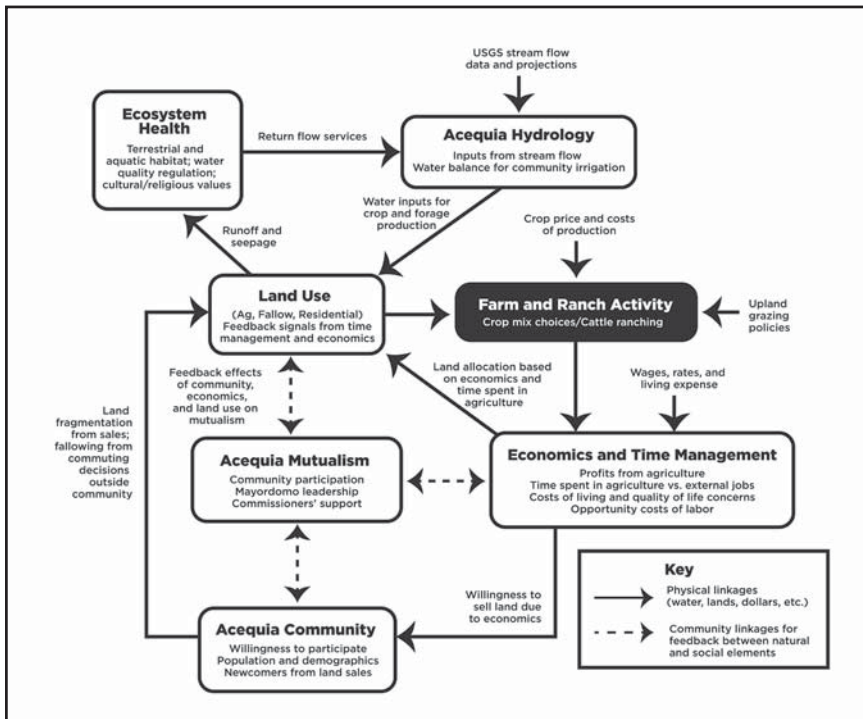 USGS stream flow
data and projections
Ecosystem
Health
Terrestrial and
aquatic habitat; water
quality regulation;
cultural/religious values
Return flow services
Acequia Hydrology
Inputs from stream flow
Water balance for community irrigation
Runoff and
seepage
Water inputs for
crop and forage
production
Crop price and costs
of production
Land Use
(Ag, Fallow, Residential)
Feedback signals from time
management and economics
Farm and Ranch Activity
Crop mix choices/Cattle ranching
Upland
grazing
policies
Feedback effects
of community,
economics,
and land use on
mutualism
Land allocation based
on economics and
time spent in
agriculture
Wages, rates, and
living expense
Land
fragmentation
from sales;
fallowing from
commuting
decisions
outside
community
Acequia Mutualism
Community participation
Mayordomo leadership
Commissioners' support
Economics and Time Management
Profits from agriculture
Time spent in agriculture vs. external jobs
Costs of living and quality of life concerns
Opportunity costs of labor
Willingness to
sell land due
to economics
Acequia Community
Willingness to participate
Population and demographics
Newcomers from land sales
Key
Physical linkages
(water, lands, dollars, etc.)
Community linkages for
feedback between natural
and social elements